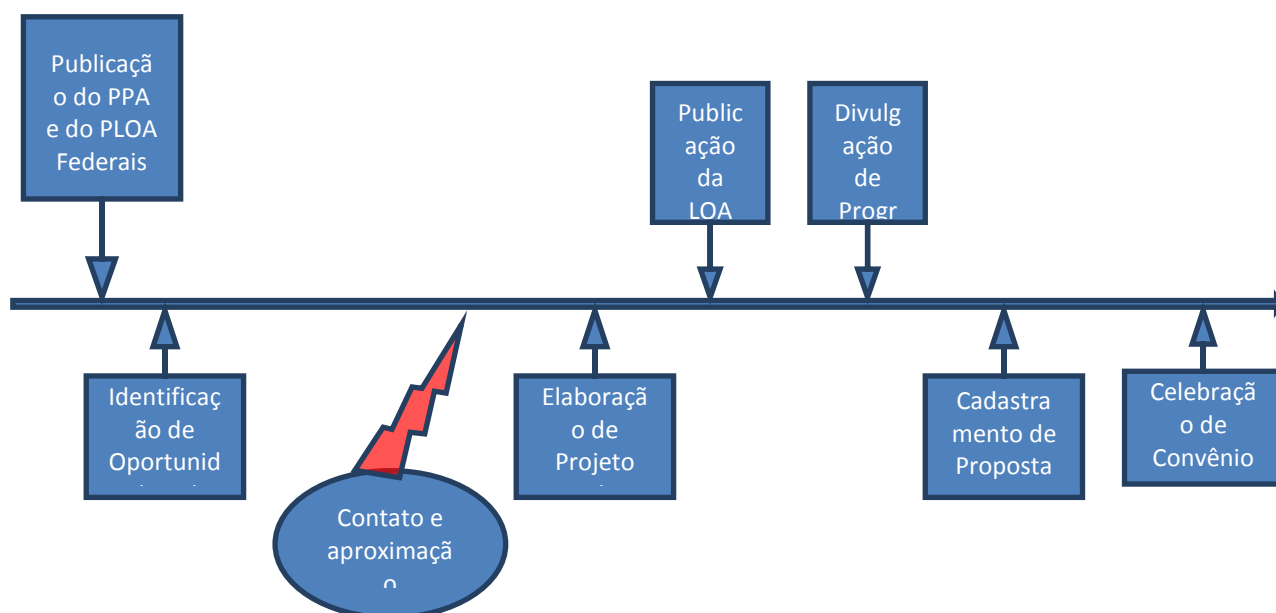 Publicaçã
o do PPA
e do PLOA
Federais
Public
ação
da
LOA
Divulg
ação
de
Progr
Identificaç
ão de
Oportunid
Contato e
aproximaçã
o
Elaboraçã
o de
Projeto
Cadastra
mento de
Proposta
Celebraçã
o de
Convênio